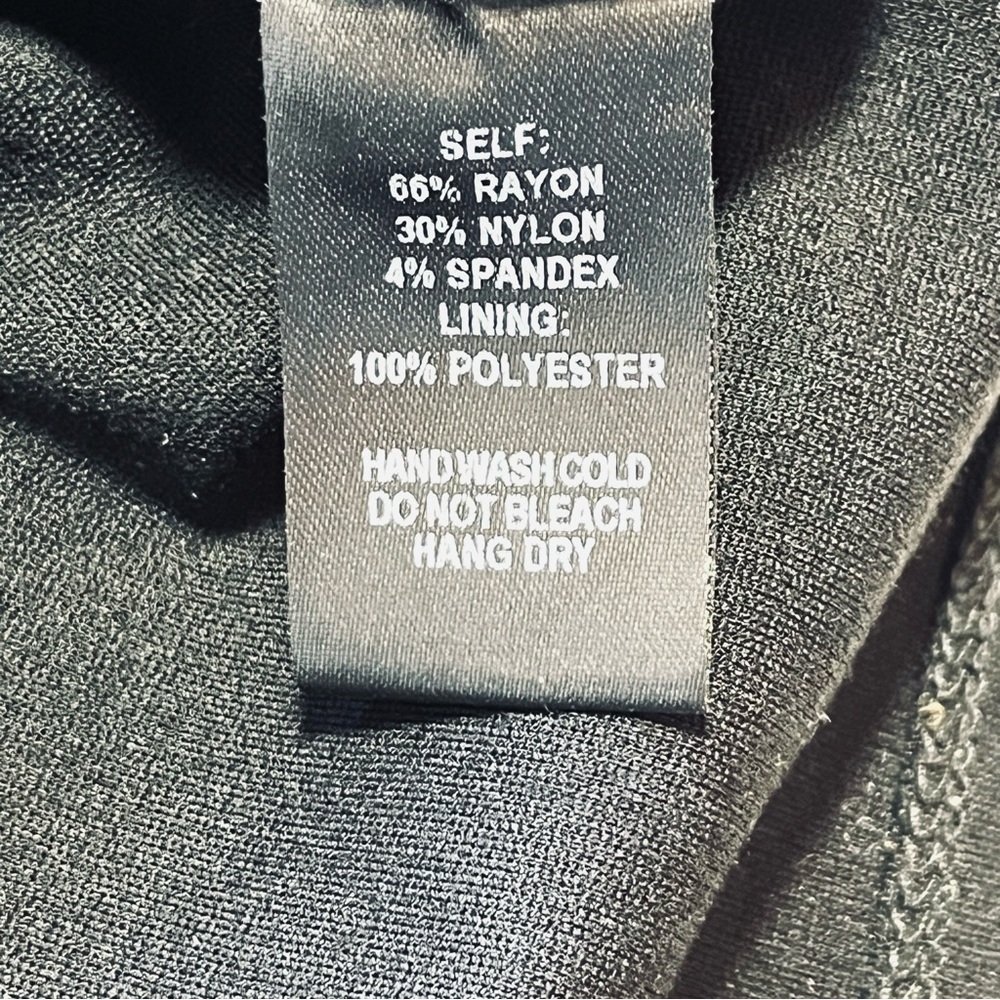 SELF:
66% RAYON
30% NYLON
4% SPANDEX
LINING:
100% POLYESTER
HAND WASH COLD
DO NOT BLEACH
HANG DRY